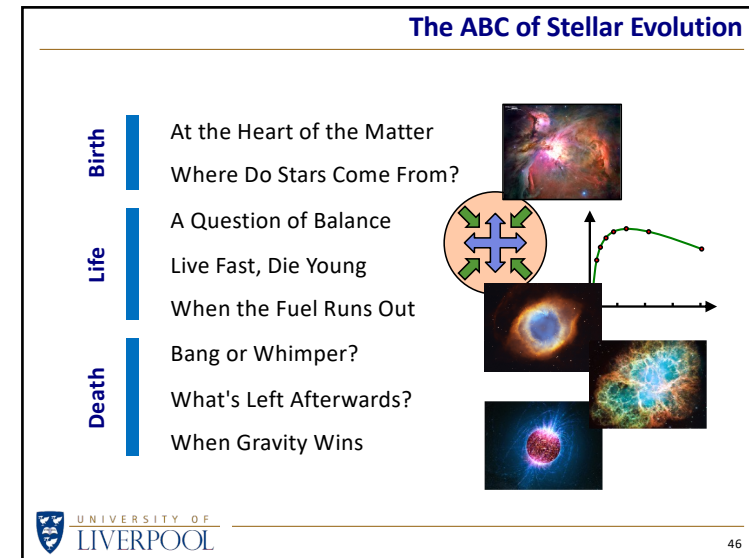 The ABC of Stellar Evolution
Birth
At the Heart of the Matter
Where Do Stars Come From?
Life
A Question of Balance
Live Fast, Die Young
When the Fuel Runs Out
Death
Bang or Whimper?
What's Left Afterwards?
When Gravity Wins
UNIVERSITY OF
LIVERPOOL
46